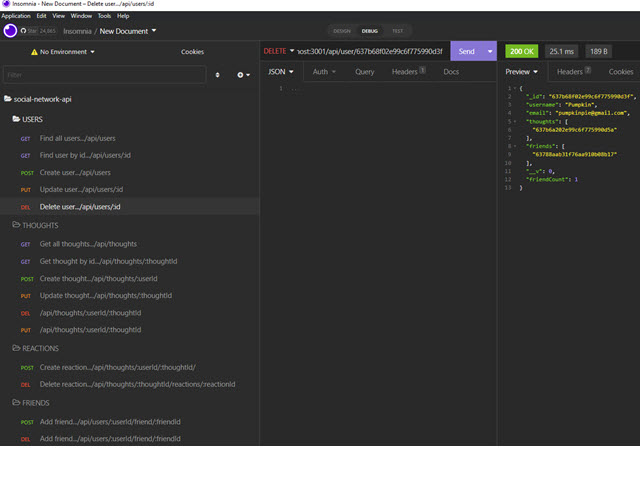 Insomnia - New Document - Delete user.../api/users/:id
Application Edit View Window Tools Help
Star 24,665 Insomnia / New Document DESIGN DEBUG TEST
No Environment Cookies
Filter
social-network-api
USERS
GET Find all users.../api/users
GET Find user by id.../api/users/:id
POST Create user.../api/users
PUT Update user.../api/users/:id
DEL Delete user.../api/users/:id
THOUGHTS
GET Get all thoughts.../api/thoughts
GET Get thought by id.../api/thoughts/:thoughtId
POST Create thought.../api/thoughts/:userId
PUT Update thought.../api/thoughts/:thoughtId
DEL /api/thoughts/:userId/:thoughtId
PUT /api/thoughts/:userId/:thoughtId
REACTIONS
POST Create reaction.../api/thoughts/:userId/:thoughtId/
DEL Delete reaction.../api/thoughts/:thoughtId/reactions/:reactionId
FRIENDS
POST Add friend.../api/users/:userId/friend/:friendId
DEL Add friend.../api/users/:userId/friend/:friendId
DELETE ost:3001/api/user/637b68f02e99c6f775990d3f Send
JSON Auth Query Headers 1 Docs
1 ...
200 OK 25.1 ms 189 B
Preview Headers 7 Cookies
1 {
2 "_id": "637b68f02e99c6f775990d3f",
3 "username": "Pumpkin",
4 "email": "pumpkinpie@gmail.com",
5 "thoughts": [
6 "637b6a202e99c6f775990d5a"
7 ],
8 "friends": [
9 "63788aab31f76aa910b08b17"
10 ],
11 "__v": 0,
12 "friendCount": 1
13 }